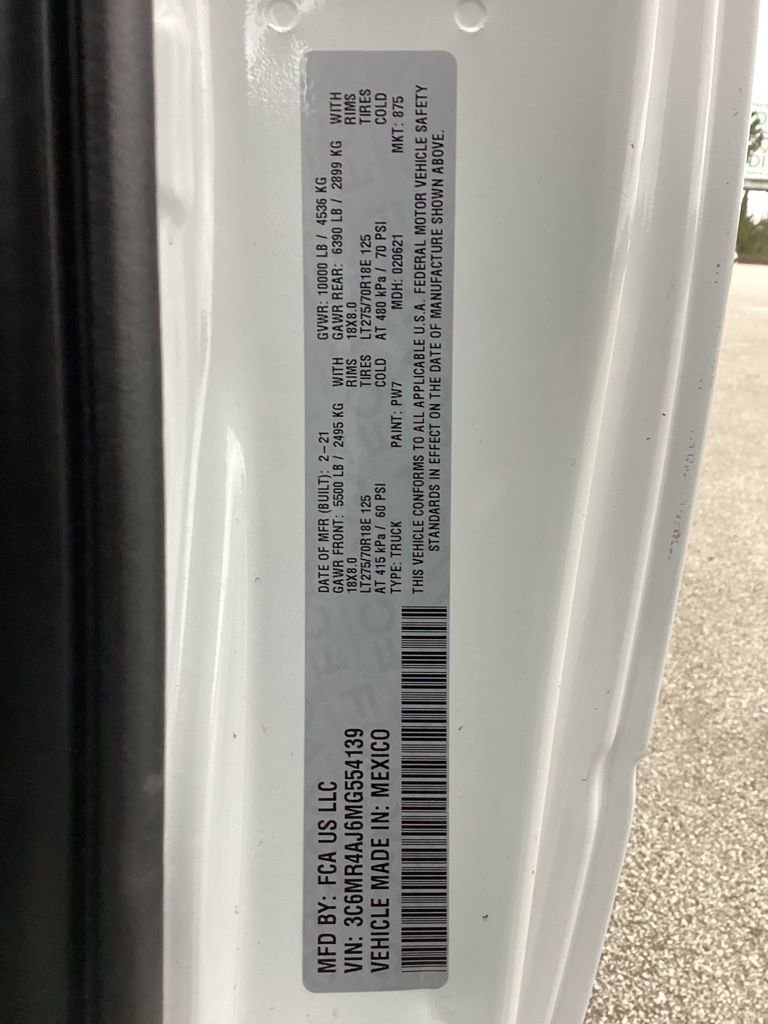 MFD BY: FCA US LLC
VIN: 3C6MR4AJ6MG554139
VEHICLE MADE IN: MEXICO
DATE OF MFR (BUILT): 2-21 GVWR: 10000 LB / 4536 KG
GAWR FRONT: 5500 LB / 2495 KG WITH GAWR REAR: 6390 LB / 2899 KG WITH
18X8.0 RIMS 18X8.0 RIMS
LT275/70R18E 125 TIRES LT275/70R18E 125 TIRES
AT 415 kPa / 60 PSI COLD AT 480 kPa / 70 PSI COLD
TYPE: TRUCK PAINT: PW7 MDH: 020621 MKT: 875
THIS VEHICLE CONFORMS TO ALL APPLICABLE U.S.A. FEDERAL MOTOR VEHICLE SAFETY
STANDARDS IN EFFECT ON THE DATE OF MANUFACTURE SHOWN ABOVE.